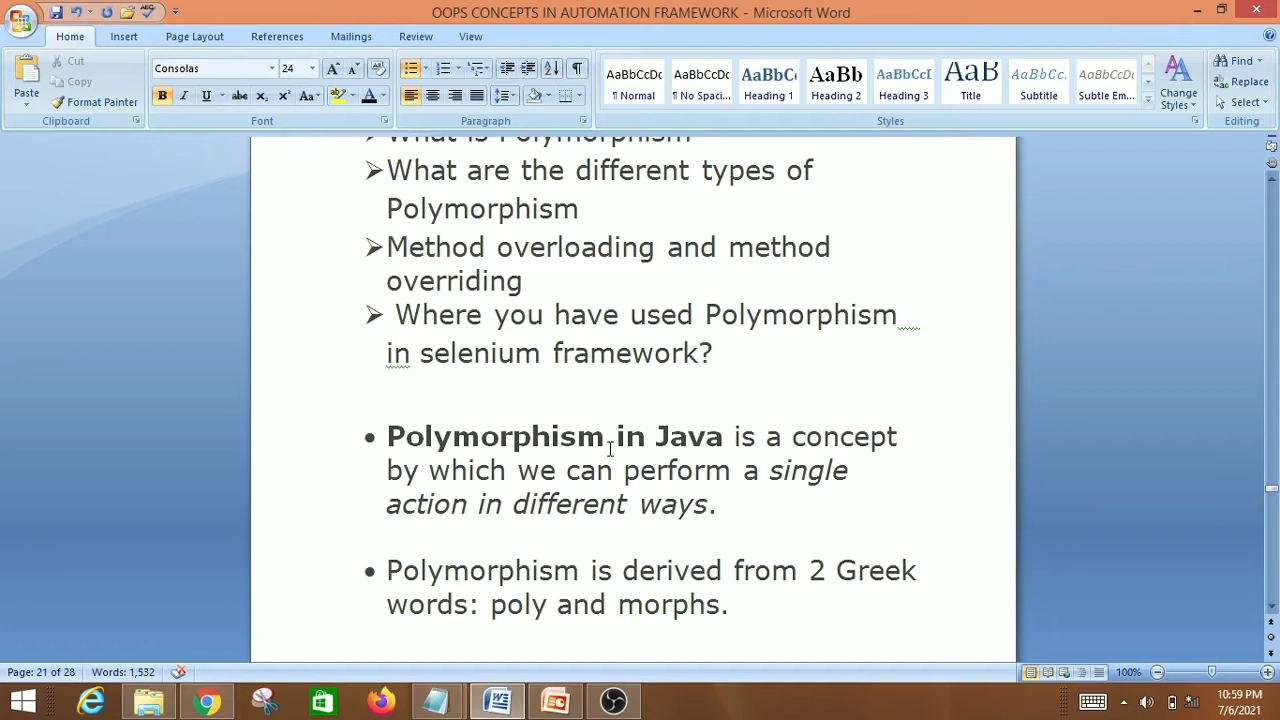 OOPS CONCEPTS IN AUTOMATION FRAMEWORK - Microsoft Word
Home Insert Page Layout References Mailings Review View
Paste
Cut
Copy
Format Painter
Clipboard
Consolas 24
Font
Paragraph
AaBbCcDc AaBbCcDc AaBbC AaBb AaBbCcI AaB AaBbCc. AaBbCcDc
¶ Normal ¶ No Spaci... Heading 1 Heading 2 Heading 3 Title Subtitle Subtle Em...
Change Styles
Styles
Find
Replace
Select
Editing
What is Polymorphism
What are the different types of
Polymorphism
Method overloading and method
overriding
Where you have used Polymorphism
in selenium framework?
Polymorphism in Java is a concept
by which we can perform a single
action in different ways.
Polymorphism is derived from 2 Greek
words: poly and morphs.
Page: 21 of 28 Words: 1,532 100%
10:59 PM
7/6/2021